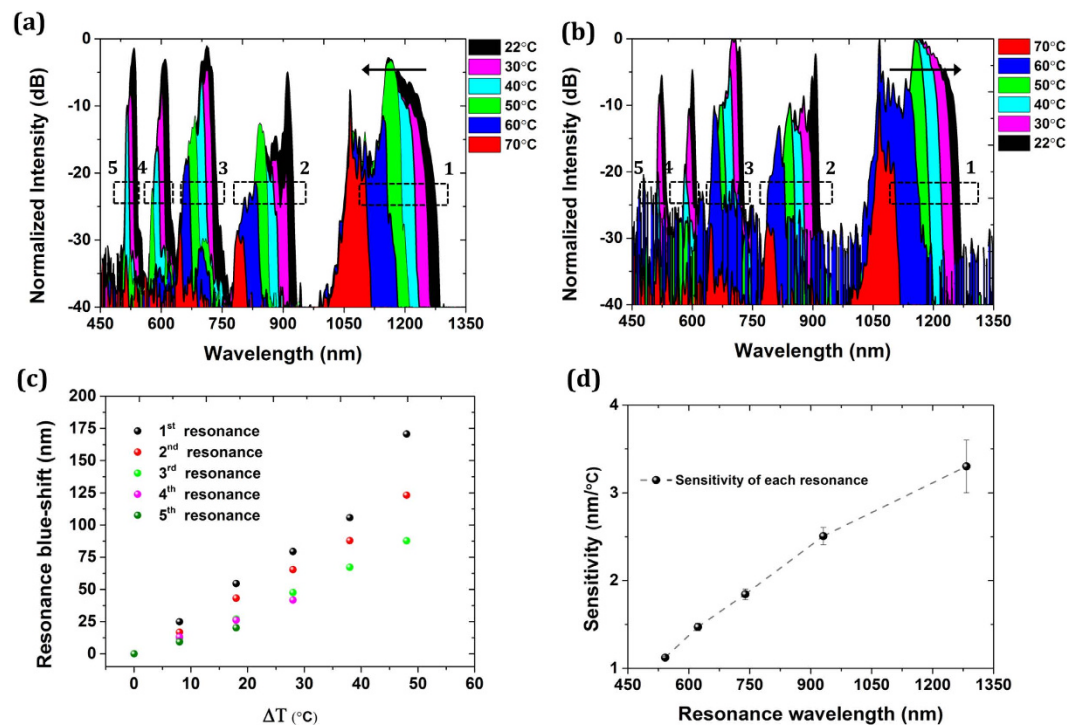 (a)
Normalized Intensity (dB)
0
-10
-20
-30
-40
5 4 3 2 1
450 600 750 900 1050 1200 1350
Wavelength (nm)
22°C
30°C
40°C
50°C
60°C
70°C
(b)
Normalized Intensity (dB)
0
-10
-20
-30
-40
5 4 3 2 1
450 600 750 900 1050 1200 1350
Wavelength (nm)
70°C
60°C
50°C
40°C
30°C
22°C
(c)
Resonance blue-shift (nm)
200
175
150
125
100
75
50
25
0
1st resonance
2nd resonance
3rd resonance
4th resonance
5th resonance
0 10 20 30 40 50 60
ΔT (°C)
(d)
Sensitivity (nm/°C)
4
3
2
1
Sensitivity of each resonance
450 600 750 900 1050 1200 1350
Resonance wavelength (nm)